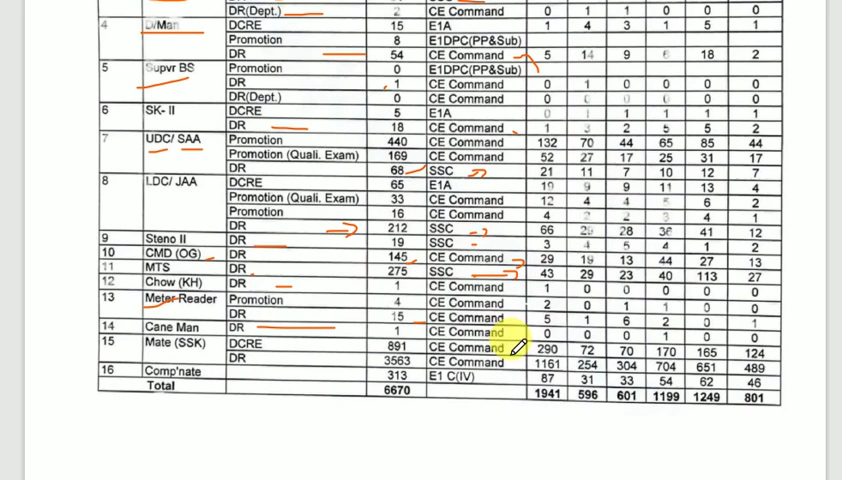 DR(Dept.) 2 CE Command 0 1 1 0 0 0
4 D/Man DCRE 15 E1A 1 4 3 1 5 1
Promotion 8 E1DPC(PP&Sub)
DR 54 CE Command 5 14 9 6 18 2
5 Supvr BS Promotion 0 E1DPC(PP&Sub)
DR 1 CE Command 0 1 0 0 0 0
DR(Dept.) 0 CE Command 0 0 0 0 0 0
6 SK- II DCRE 5 E1A 0 1 1 1 1 1
DR 18 CE Command 1 3 2 5 5 2
7 UDC/ SAA Promotion 440 CE Command 132 70 44 65 85 44
Promotion (Quali. Exam) 169 CE Command 52 27 17 25 31 17
DR 68 SSC 21 11 7 10 12 7
8 LDC/ JAA DCRE 65 E1A 19 9 9 11 13 4
Promotion (Quali. Exam) 33 CE Command 12 4 4 5 6 2
Promotion 16 CE Command 4 2 2 3 4 1
DR 212 SSC 66 28 36 41 12
9 Steno II DR 19 SSC 3 4 5 4 1 2
10 CMD (OG) DR 145 CE Command 29 19 13 44 27 13
11 MTS DR 275 SSC 43 29 23 40 113 27
12 Chow (KH) DR 1 CE Command 1 0 0 0 0 0
13 Meter Reader Promotion 4 CE Command 2 0 1 1 0 0
DR 15 CE Command 5 1 6 2 0 1
14 Cane Man DR 1 CE Command 0 0 0 1 0 0
15 Mate (SSK) DCRE 891 CE Command 290 72 70 170 165 124
DR 3563 CE Command 1161 254 304 704 651 489
16 Comp'nate 313 E1 C(IV) 87 31 33 54 62 46
Total 6670 1941 596 601 1199 1249 801